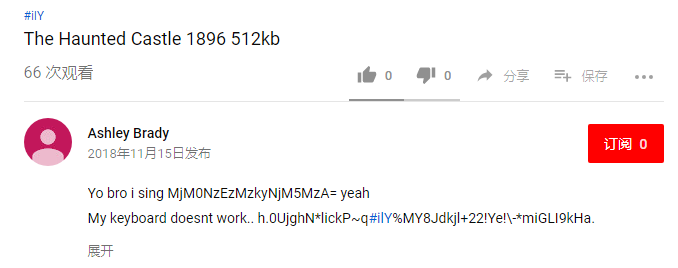 #ilY
The Haunted Castle 1896 512kb
66 次观看
0 0 分享 保存
Ashley Brady
2018年11月15日发布
订阅 0
Yo bro i sing MjM0NzEzMzkyNjM5MzA= yeah
My keyboard doesnt work.. h.0UjghN*lickP~q#ilY%MY8Jdkjl+22!Ye!\-*miGLI9kHa.
展开